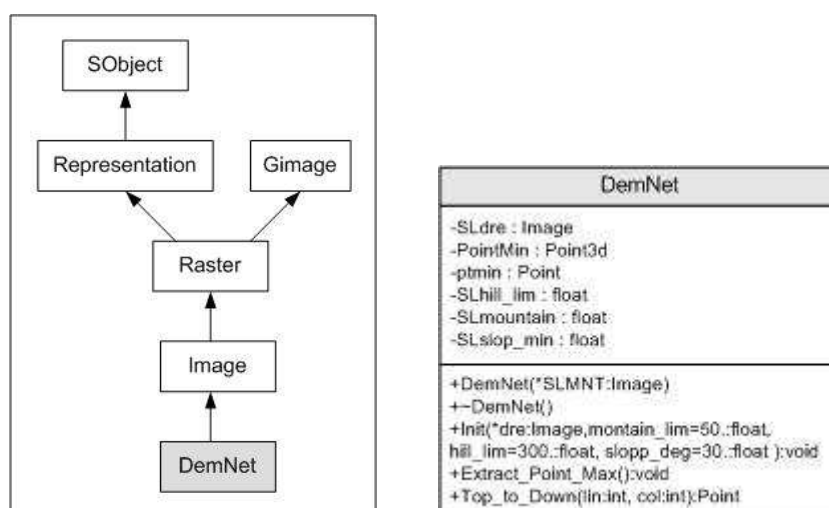 SObject
Representation
Gimage
Raster
Image
DemNet
DemNet
-SLdre : Image
-PointMin : Point3d
-ptmin : Point
-SLhill_lim : float
-SLmountain : float
-SLslop_min : float
+DemNet(*SLMNT:Image)
+~DemNet()
+Init(*dre:Image,montain_lim=50.:float,
hill_lim=300.:float, slopp_deg=30.:float ):void
+Extract_Point_Max():void
+Top_to_Down(lin:int, col:int):Point